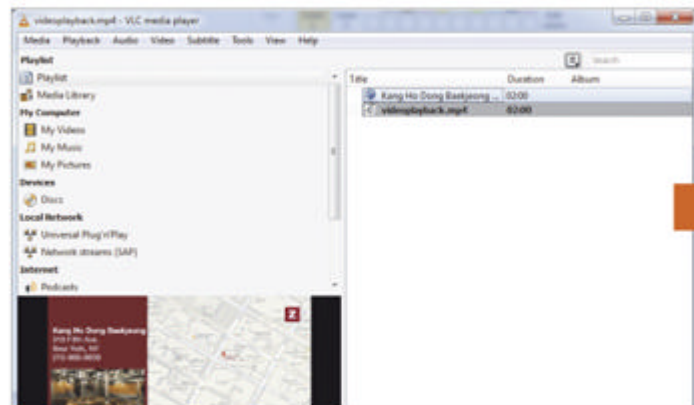 videoplayback.mp4 - VLC media player
Media Playback Audio Video Subtitle Tools View Help
Playlist
Search
Playlist
Media Library
My Computer
My Videos
My Music
My Pictures
Devices
Discs
Local Network
Universal Plug'n'Play
Network streams (SAP)
Internet
Podcasts
Title Duration Album
Kang Ho Dong Baekjeong ... 02:00
videoplayback.mp4 02:00
Kang Ho Dong Baekjeong
New York, NY
Z